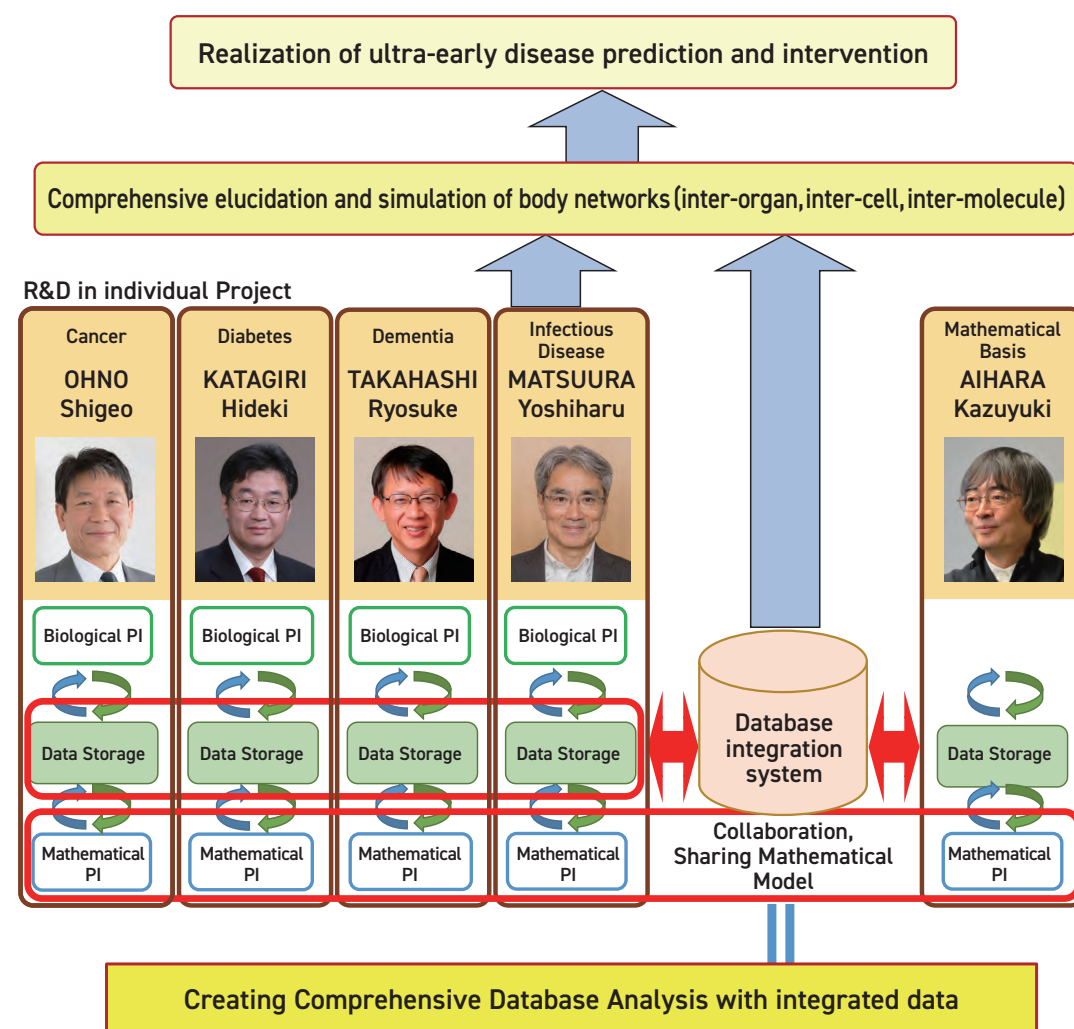 Realization of ultra-early disease prediction and intervention
Comprehensive elucidation and simulation of body networks (inter-organ, inter-cell, inter-molecule)
R&D in individual Project
Cancer
OHNO
Shigeo
Biological PI
Data Storage
Mathematical
PI
Diabetes
KATAGIRI
Hideki
Biological PI
Data Storage
Mathematical
PI
Dementia
TAKAHASHI
Ryosuke
Biological PI
Data Storage
Mathematical
PI
Infectious
Disease
MATSUURA
Yoshiharu
Biological PI
Data Storage
Mathematical
PI
Database
integration
system
Collaboration,
Sharing Mathematical
Model
Mathematical
Basis
AIHARA
Kazuyuki
Data Storage
Mathematical
PI
Creating Comprehensive Database Analysis with integrated data